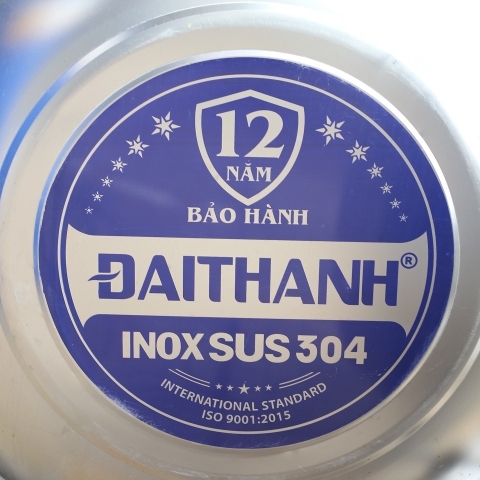 12
NĂM
BẢO HÀNH
ĐAITHANH®
INOX SUS 304
INTERNATIONAL STANDARD
ISO 9001:2015